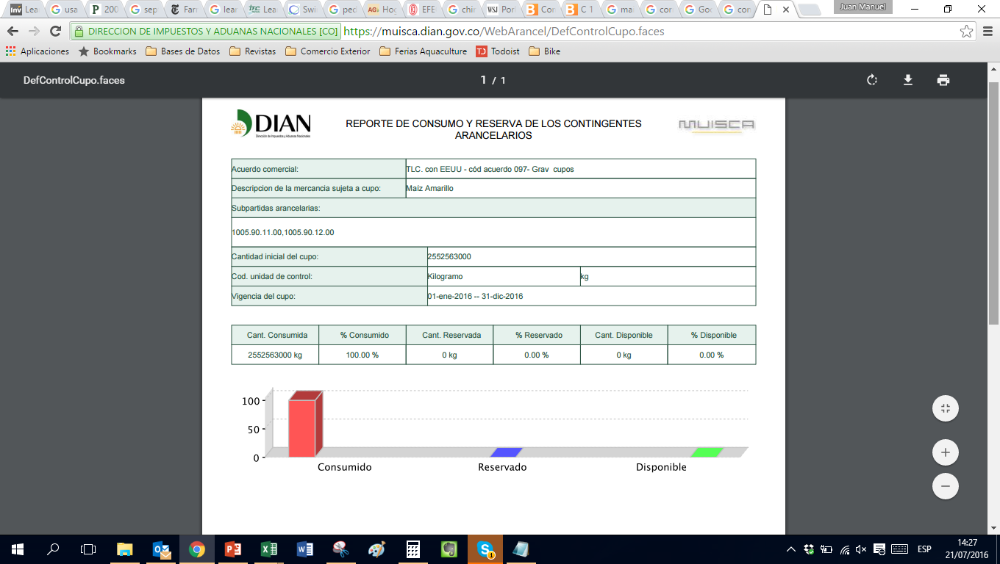 Lea
usa
200
sep
Farr
lear
Lea
Swi
ped
Hog
EFE
chir
Por
Cor
C 1
ma
cor
Goo
cor
Juan Manuel
DIRECCION DE IMPUESTOS Y ADUANAS NACIONALES [CO] https://muisca.dian.gov.co/WebArancel/DefControlCupo.faces
Aplicaciones Bookmarks Bases de Datos Revistas Comercio Exterior Ferias Aquaculture Todoist Bike
DefControlCupo.faces 1 / 1
DIAN
Dirección de Impuestos y Aduanas Nacionales
REPORTE DE CONSUMO Y RESERVA DE LOS CONTINGENTES
ARANCELARIOS
MUISCA
Acuerdo comercial: TLC. con EEUU - cód acuerdo 097- Grav cupos
Descripcion de la mercancia sujeta a cupo: Maíz Amarillo
Subpartidas arancelarias:
1005.90.11.00,1005.90.12.00
Cantidad inicial del cupo: 2552563000
Cod. unidad de control: Kilogramo kg
Vigencia del cupo: 01-ene-2016 -- 31-dic-2016
Cant. Consumida % Consumido Cant. Reservada % Reservado Cant. Disponible % Disponible
2552563000 kg 100.00 % 0 kg 0.00 % 0 kg 0.00 %
100
50
0
Consumido Reservado Disponible
ESP
14:27
21/07/2016